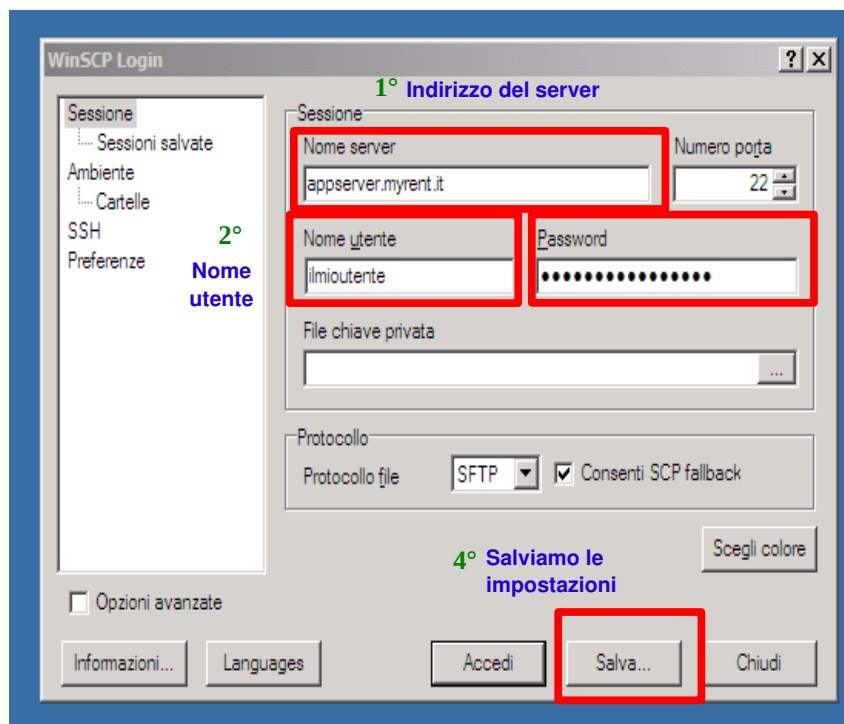 WinSCP Login
? X
1° Indirizzo del server
Sessione
Sessioni salvate
Ambiente
Cartelle
SSH
Preferenze
2°
Nome
utente
Sessione
Nome server
Numero porta
appserver.myrent.it
22
Nome utente
Password
ilmioutente
●●●●●●●●●●●●●●●●
File chiave privata
...
Protocollo
Protocollo file
SFTP
Consenti SCP fallback
Scegli colore
4° Salviamo le
impostazioni
Opzioni avanzate
Informazioni...
Languages
Accedi
Salva...
Chiudi